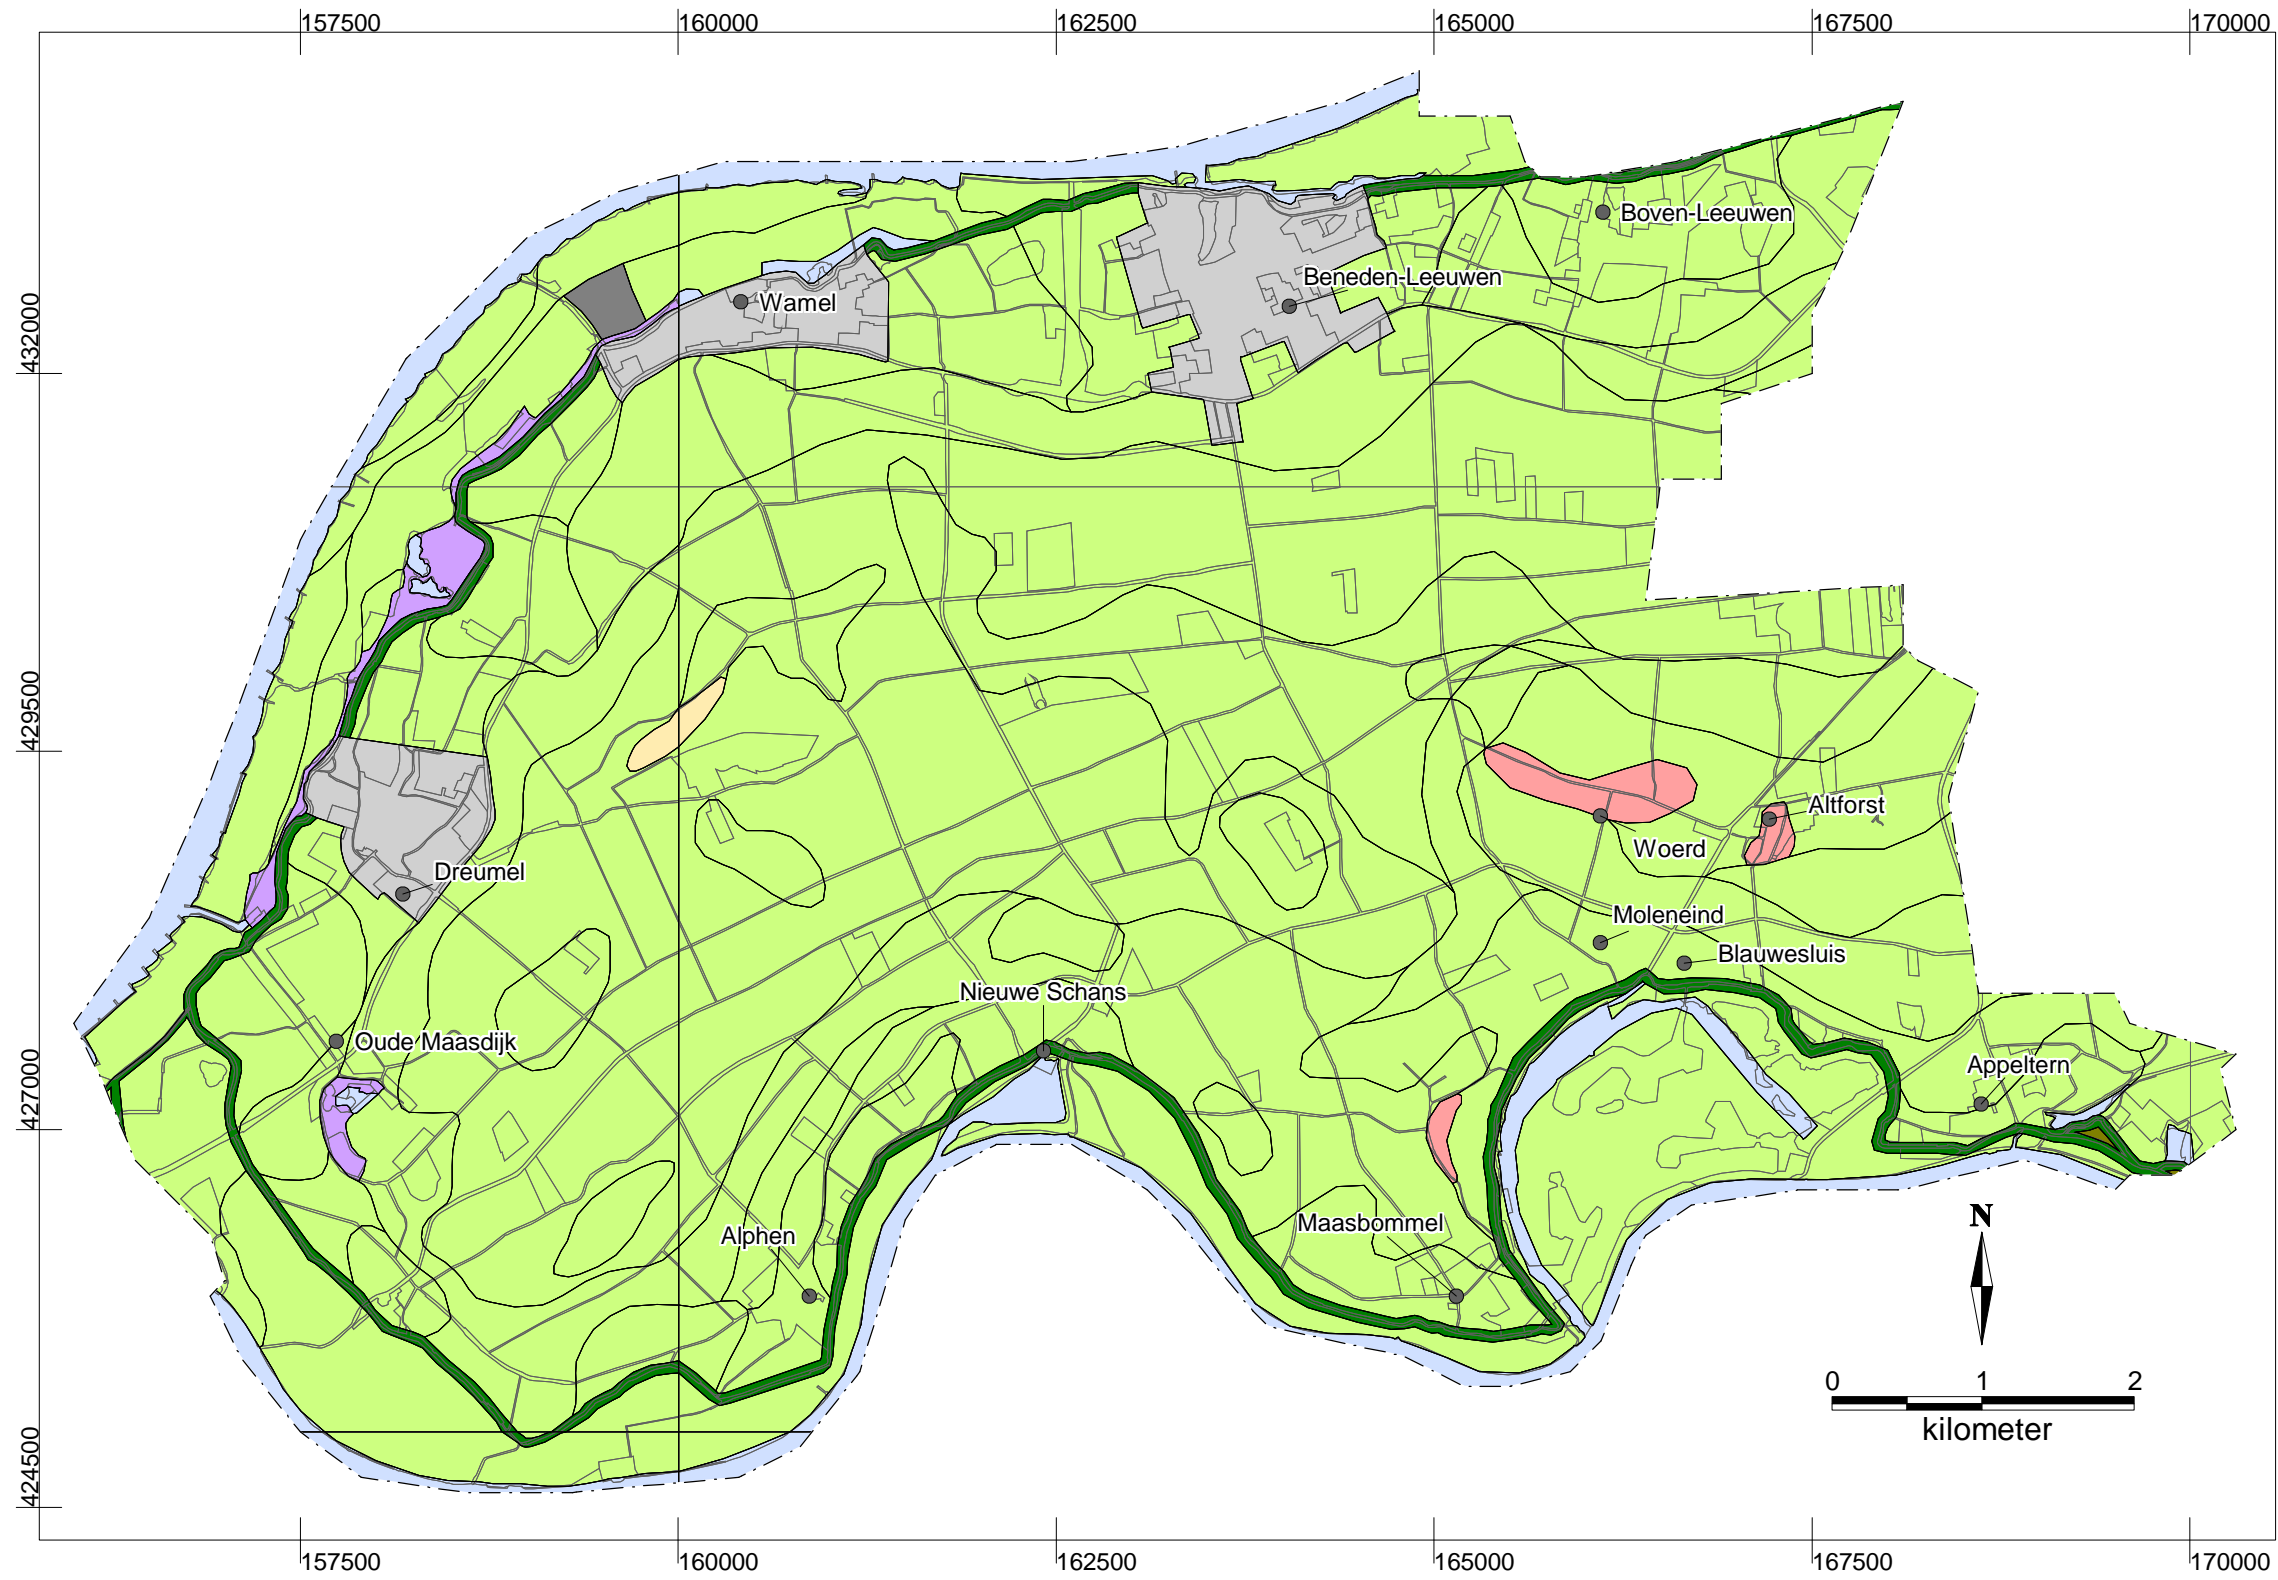 157500
160000
162500
165000
167500
170000
Boven-Leeuwen
Beneden-Leeuwen
Wamel
432000
429500
Altforst
Woerd
Dreumel
Moleneind
Blauwesluis
Nieuwe Schans
Oude Maasdijk
Appeltern
427000
Maasbommel
Alphen
N
0 1 2
kilometer
424500
157500
160000
162500
165000
167500
170000